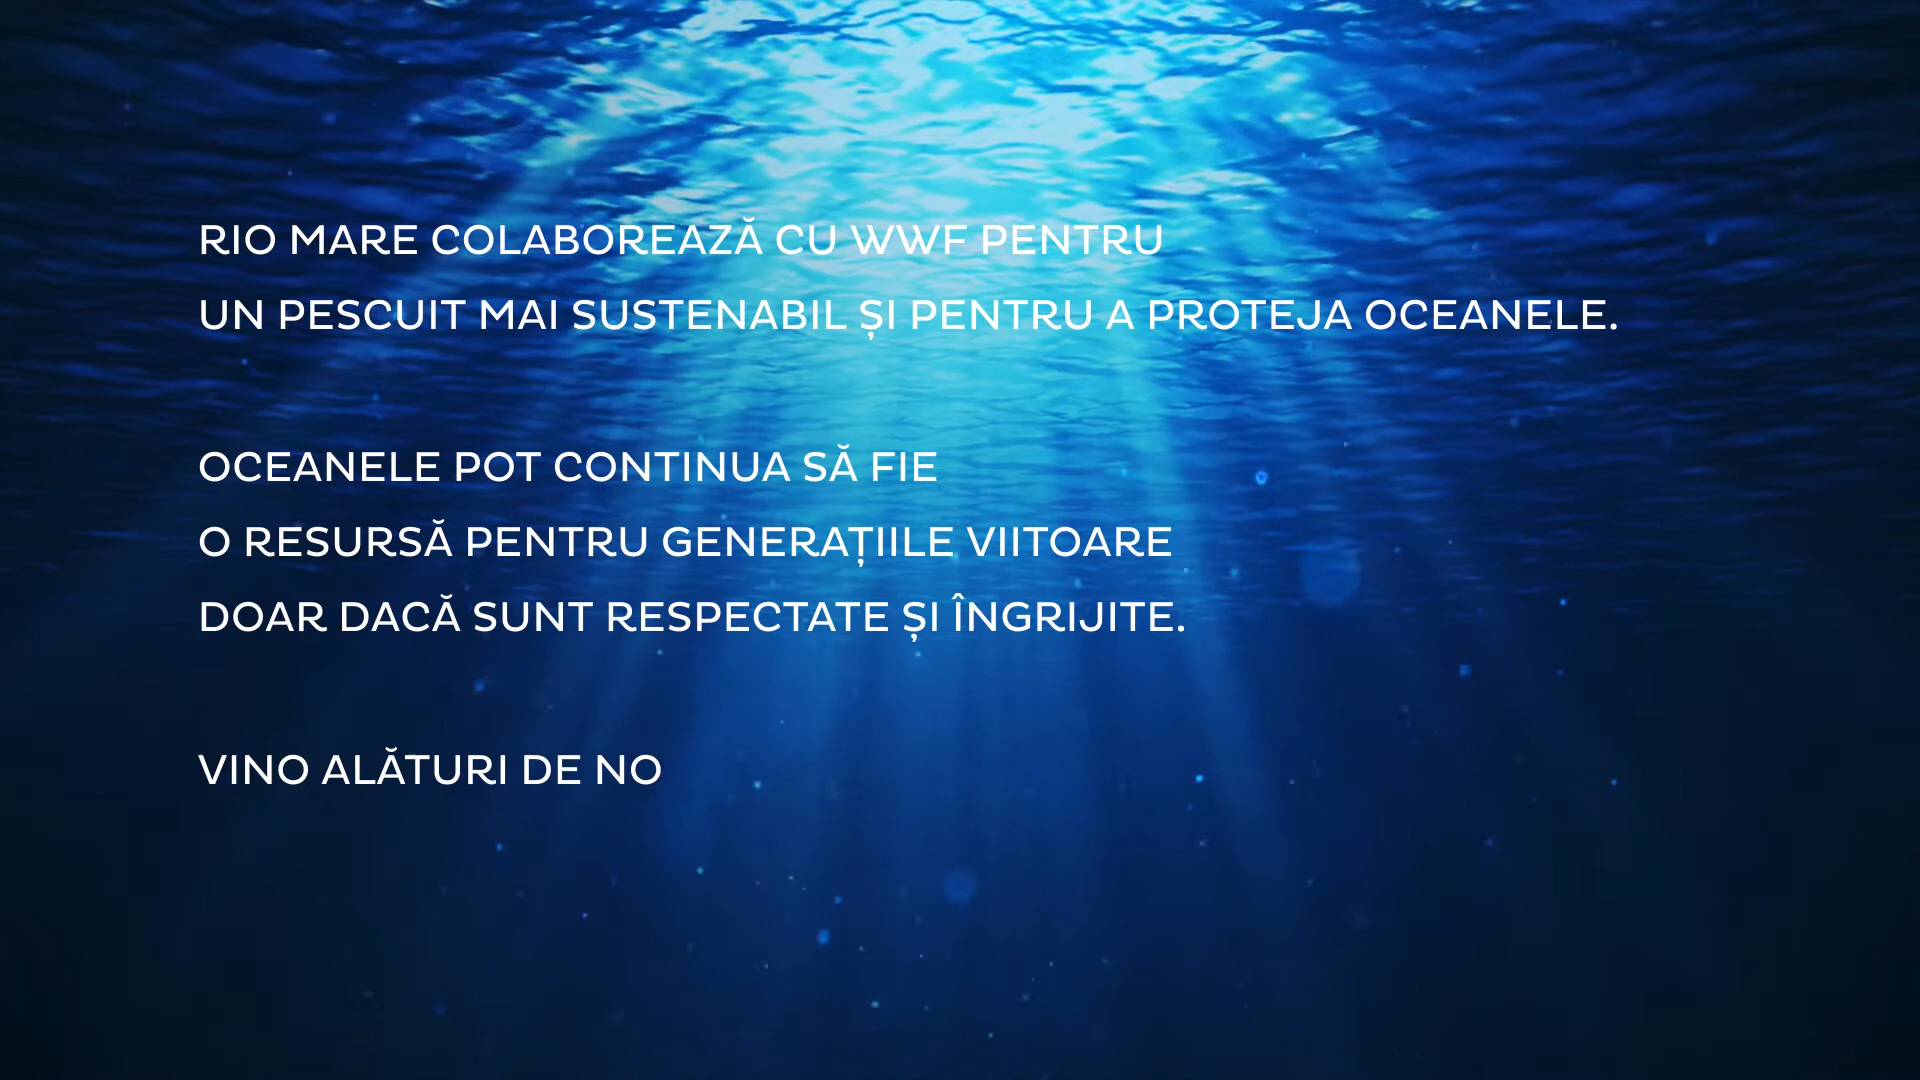 RIO MARE COLABOREAZĂ CU WWF PENTRU
UN PESCUIT MAI SUSTENABIL ȘI PENTRU A PROTEJA OCEANELE.
OCEANELE POT CONTINUA SĂ FIE
O RESURSĂ PENTRU GENERAȚIILE VIITOARE
DOAR DACĂ SUNT RESPECTATE ȘI ÎNGRIJITE.
VINO ALĂTURI DE NO